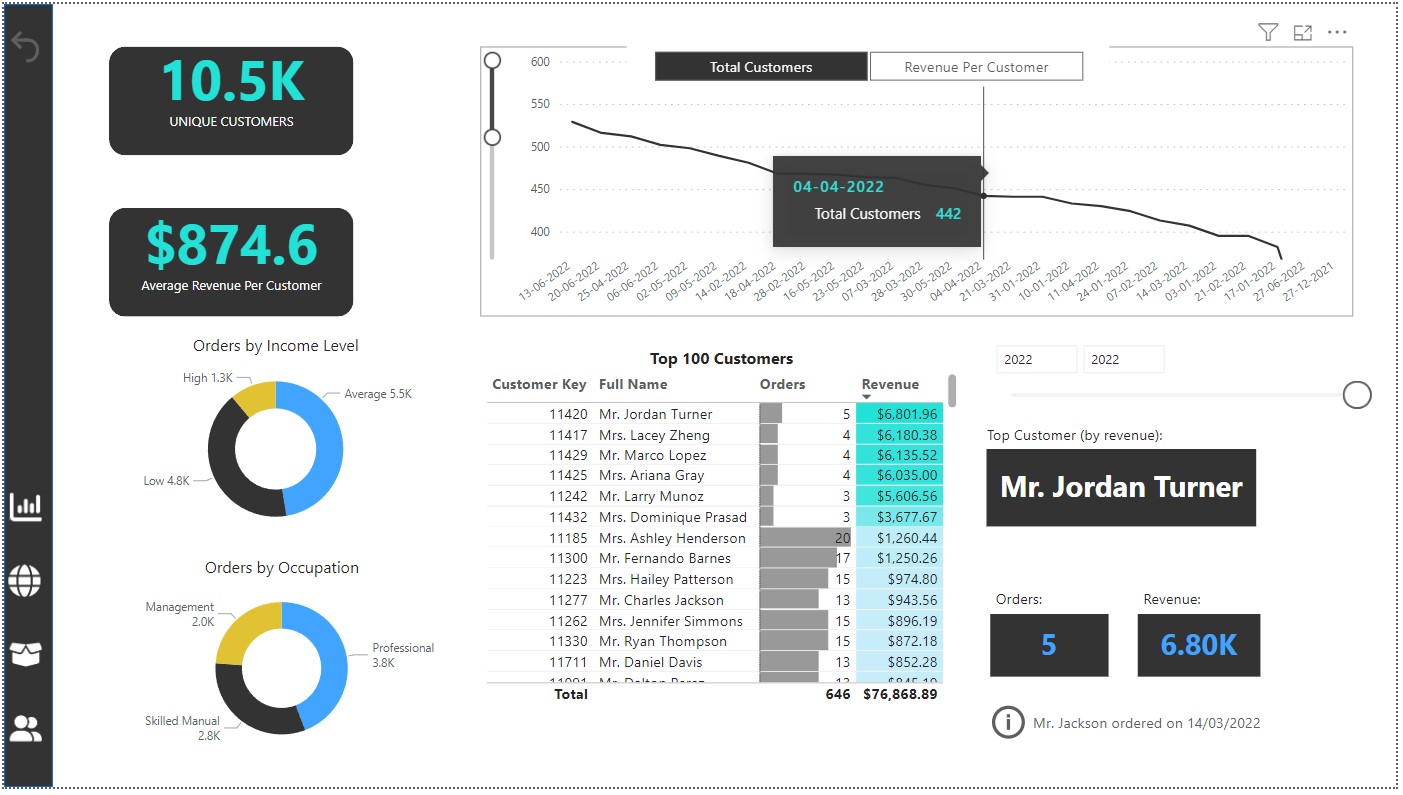 10.5K
UNIQUE CUSTOMERS
$874.6
Average Revenue Per Customer
Total Customers
Revenue Per Customer
600
550
500
450
400
04-04-2022
Total Customers 442
13-06-2022
20-06-2022
25-04-2022
06-06-2022
02-05-2022
09-05-2022
14-02-2022
18-04-2022
28-02-2022
16-05-2022
23-05-2022
07-03-2022
28-03-2022
30-05-2022
04-04-2022
21-03-2022
31-01-2022
10-01-2022
11-04-2022
24-01-2022
07-02-2022
14-03-2022
03-01-2022
21-02-2022
17-01-2022
27-06-2022
27-12-2021
Orders by Income Level
High 1.3K
Average 5.5K
Low 4.8K
Orders by Occupation
Management
2.0K
Professional
3.8K
Skilled Manual
2.8K
Top 100 Customers
Customer Key Full Name Orders Revenue
11420 Mr. Jordan Turner 5 $6,801.96
11417 Mrs. Lacey Zheng 4 $6,180.38
11429 Mr. Marco Lopez 4 $6,135.52
11425 Mrs. Ariana Gray 4 $6,035.00
11242 Mr. Larry Munoz 3 $5,606.56
11432 Mrs. Dominique Prasad 3 $3,677.67
11185 Mrs. Ashley Henderson 20 $1,260.44
11300 Mr. Fernando Barnes 17 $1,250.26
11223 Mrs. Hailey Patterson 15 $974.80
11277 Mr. Charles Jackson 13 $943.56
11262 Mrs. Jennifer Simmons 15 $896.19
11330 Mr. Ryan Thompson 15 $872.18
11711 Mr. Daniel Davis 13 $852.28
Total 646 $76,868.89
2022
2022
Top Customer (by revenue):
Mr. Jordan Turner
Orders:
Revenue:
5
6.80K
Mr. Jackson ordered on 14/03/2022